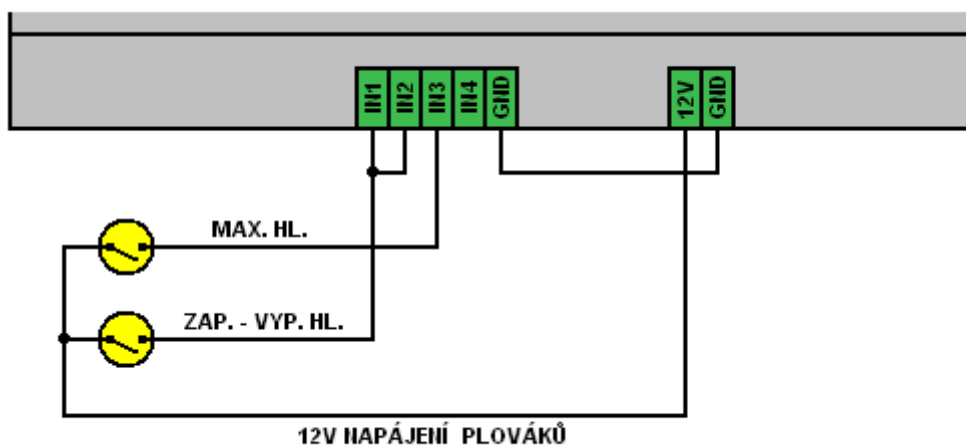 IN1 IN2 IN3 IN4 GND 12V GND
MAX. HL.
ZAP. - VYP. HL.
12V NAPÁJENÍ PLOVÁKŮ